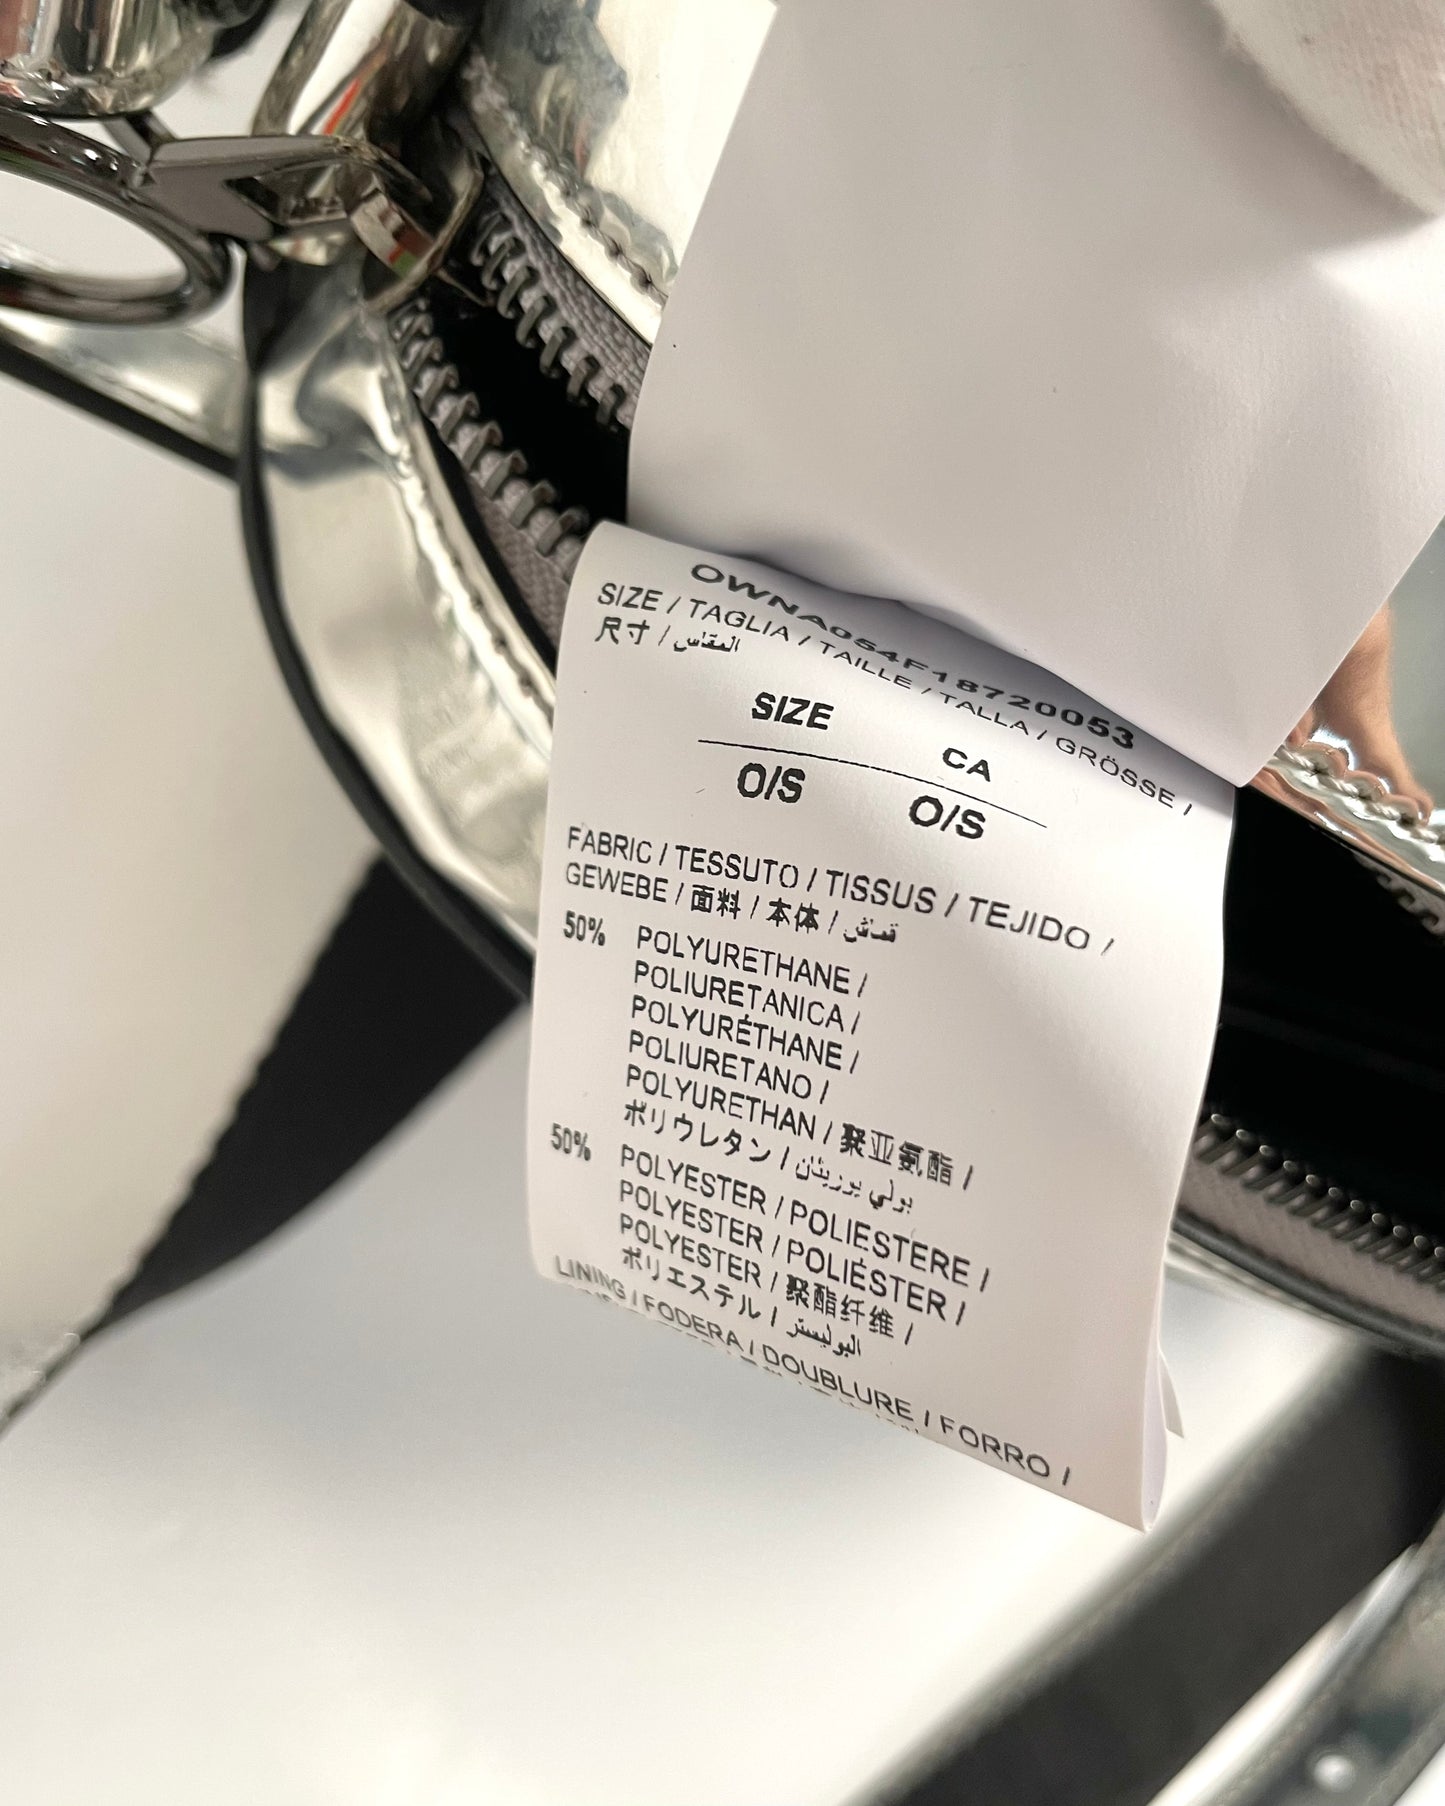 OWNA054F18720053
SIZE / TAGLIA / TAILLE / TALLA / GRÖSSE /
尺寸 / المقاس
SIZE CA
O/S O/S
FABRIC / TESSUTO / TISSUS / TEJIDO /
GEWEBE / 面料 / 本体 / قماش
50% POLYURETHANE /
POLIURETANICA /
POLYURÉTHANE /
POLIURETANO /
POLYURETHAN / 聚亚氨酯 /
ポリウレタン / بولي يوريثان
50% POLYESTER / POLIESTERE /
POLYESTER / POLIÉSTER /
POLYESTER / 聚酯纤维 /
ポリエステル / البوليستر
LINING / FODERA / DOUBLURE / FORRO /